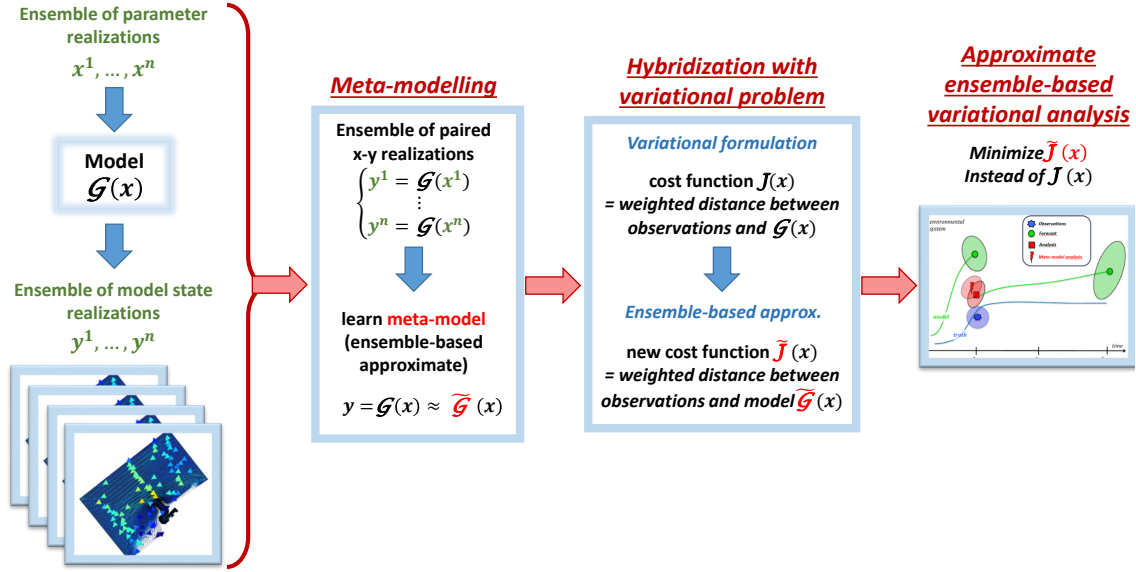 Ensemble of parameter
realizations
x¹, …, xⁿ
Model
𝒢(x)
Ensemble of model state
realizations
y¹, …, yⁿ
Meta-modelling
Ensemble of paired
x-y realizations
y¹ = 𝒢(x¹)
⋮
yⁿ = 𝒢(xⁿ)
learn meta-model
(ensemble-based
approximate)
y = 𝒢(x) ≈ 𝒢̃ (x)
Hybridization with
variational problem
Variational formulation
cost function J(x)
= weighted distance between
observations and 𝒢(x)
Ensemble-based approx.
new cost function J̃ (x)
= weighted distance between
observations and model 𝒢̃(x)
Approximate
ensemble-based
variational analysis
Minimize J̃ (x)
Instead of J (x)
environmental
system
Observations
Forecast
Analysis
Meta-model analysis
model
truth
time